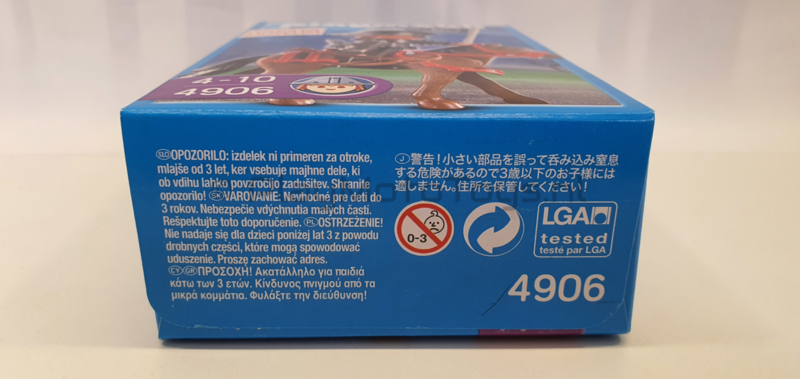 4-10
4906
SLO OPOZORILO: izdelek ni primeren za otroke,
mlajše od 3 let, ker vsebuje majhne dele, ki
ob vdihu lahko povzročijo zadušitev. Shranite
opozorilo! SK VAROVANIE: Nevhodné pre deti do
3 rokov. Nebezpečie vdýchnutia malých častí.
Rešpektujte toto doporučenie. PL OSTRZEŻENIE!
Nie nadaje się dla dzieci poniżej lat 3 z powodu
drobnych części, które mogą spowodować
uduszenie. Proszę zachować adres.
CY GR ΠΡΟΣΟΧΗ! Ακατάλληλο για παιδιά
κάτω των 3 ετών. Κίνδυνος πνιγμού από τα
μικρά κομμάτια. Φυλάξτε την διεύθυνση!
J 警告！小さい部品を誤って呑み込み窒息
する危険があるので３歳以下のお子様には
適しません。住所を保管してください！
0-3
LGA
tested
testé par LGA
4906